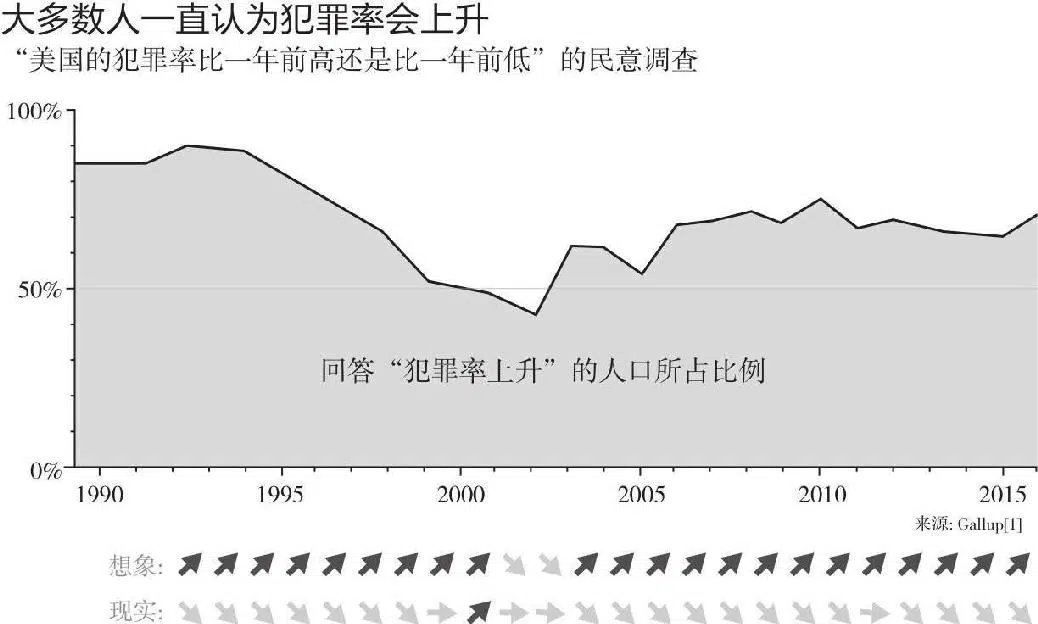 大多数人一直认为犯罪率会上升
“美国的犯罪率比一年前高还是比一年前低”的民意调查
100%
50%
回答“犯罪率上升”的人口所占比例
0%
1990 1995 2000 2005 2010 2015
来源: Gallup[1]
想象:
现实: